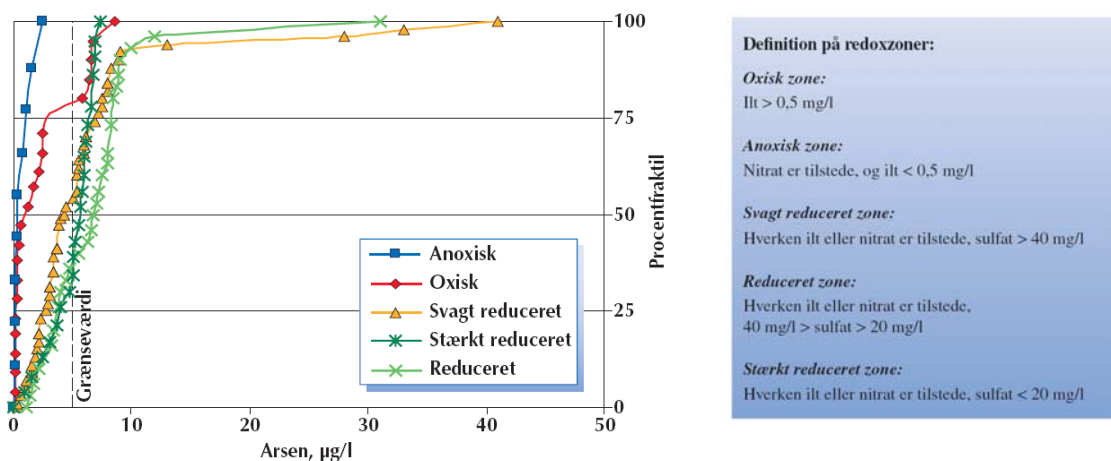 100
75
50
25
0
Procentfraktil
Grænseværdi
Anoxisk
Oxisk
Svagt reduceret
Stærkt reduceret
Reduceret
0
10
20
30
40
50
Arsen, µg/l
Definition på redoxzoner:
Oxisk zone:
Ilt > 0,5 mg/l
Anoxisk zone:
Nitrat er tilstede, og ilt < 0,5 mg/l
Svagt reduceret zone:
Hverken ilt eller nitrat er tilstede, sulfat > 40 mg/l
Reduceret zone:
Hverken ilt eller nitrat er tilstede,
40 mg/l > sulfat > 20 mg/l
Stærkt reduceret zone:
Hverken ilt eller nitrat er tilstede, sulfat < 20 mg/l